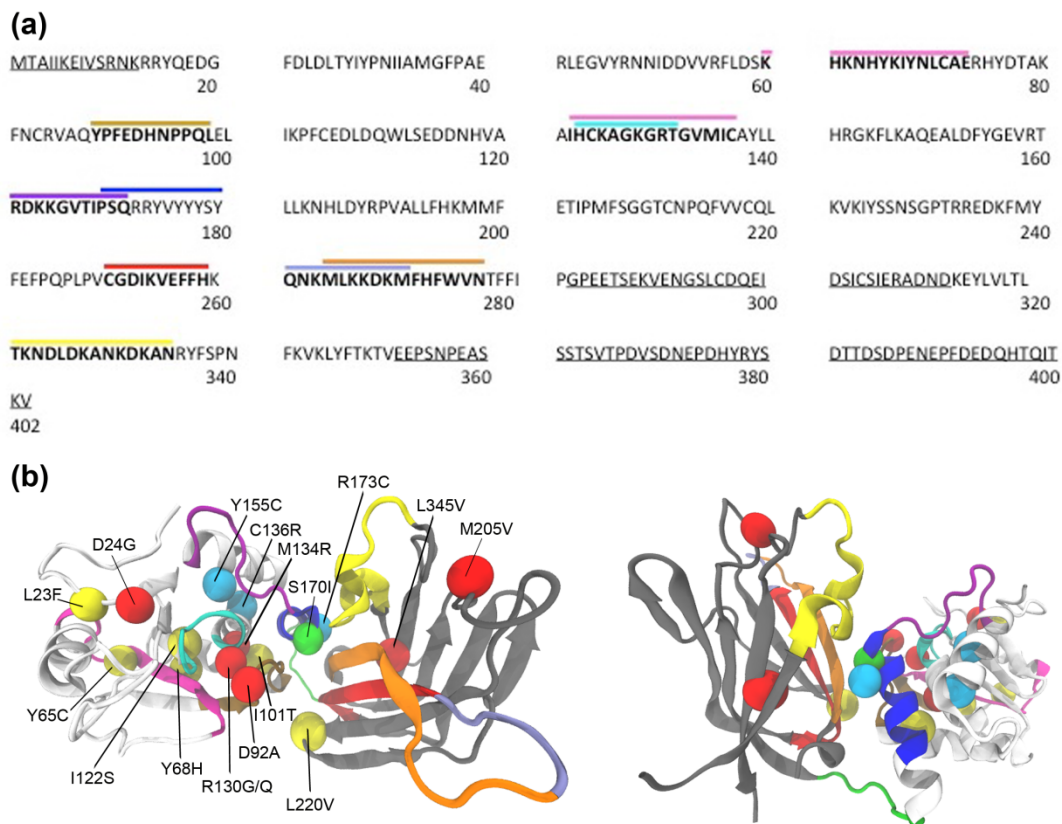 (a)
MTAIIKEIVSRNKRRYQEDG FDLDLTYIYPNIIAMGFPAE RLEGVYRNNIDDVVRFLDSK HKNHYKIYNLCAERHYDTAK
20 40 60 80
FNCRVAQYPFEDHNPPQLEL IKPFCEDLDQWLSEDDNHVA AIHCKAGKGRTGVMICAYLL HRGKFLKAQEALDFYGEVRT
100 120 140 160
RDKKGVTIPSQRRYVYYYSY LLKNHLDYRPVALLFHKMMF ETIPMFSGGTCNPQFVVCQL KVKIYSSNSGPTRREDKFMY
180 200 220 240
FEFPQPLPVCGDIKVEFFHK QNKMLKKDKMFHFWVNTFFI PGPEETSEKVENGSLCDQEI DSICSIERADNDKEYLVLTL
260 280 300 320
TKNDLDKANKDKANRYFSPN FKVKLYFTKTVEEPSNPEAS SSTSVTPDVSDNEPDHYRYS DTTDSDPENEPFDEDQHTQIT
340 360 380 400
KV
402
(b)
R173C
Y155C
L345V
C136R
M205V
D24G
M134R
S170I
L23F
Y65C
I101T
D92A
I122S
Y68H
R130G/Q
L220V